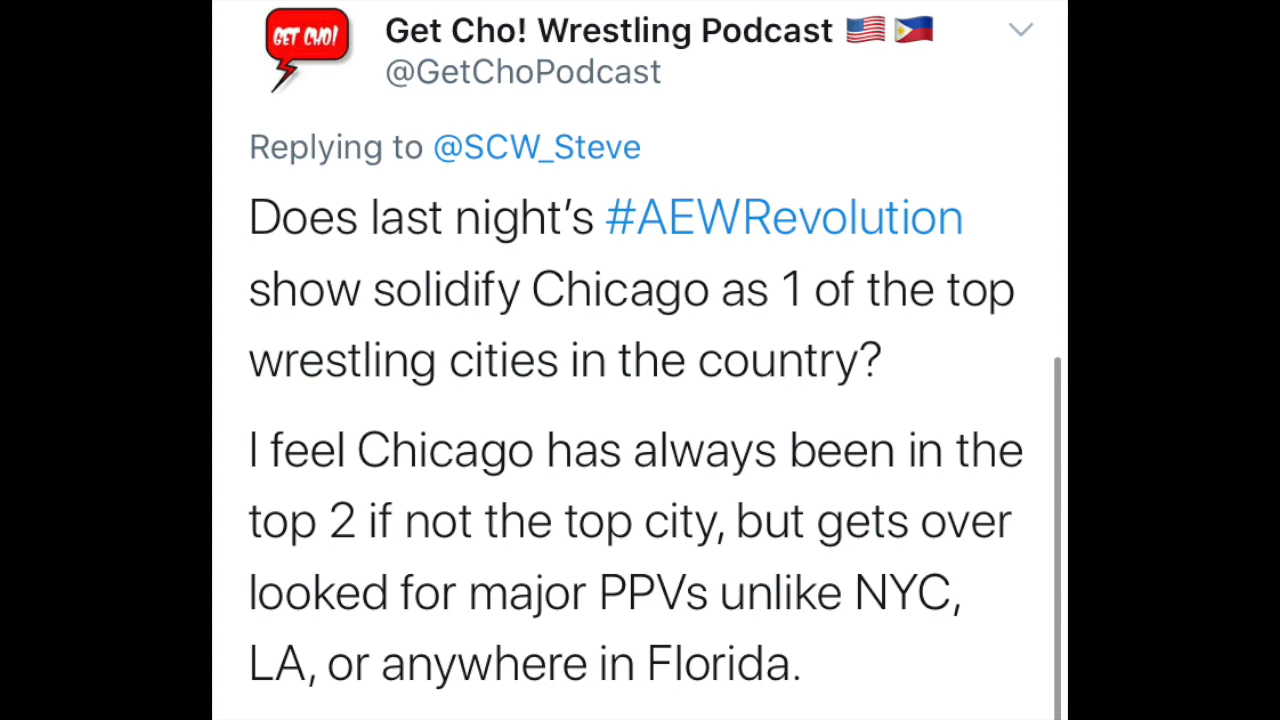 GET CHO!
Get Cho! Wrestling Podcast 🇺🇸 🇵🇭
@GetChoPodcast
Replying to @SCW_Steve
Does last night’s #AEWRevolution
show solidify Chicago as 1 of the top
wrestling cities in the country?
I feel Chicago has always been in the
top 2 if not the top city, but gets over
looked for major PPVs unlike NYC,
LA, or anywhere in Florida.